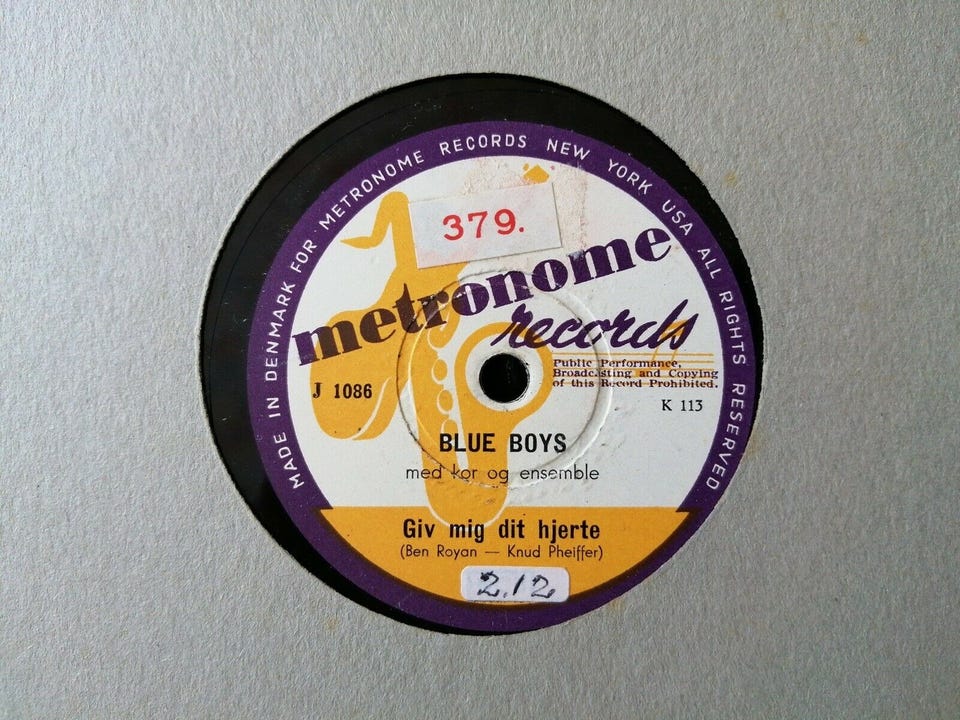 MADE IN DENMARK FOR METRONOME RECORDS NEW YORK USA ALL RIGHTS RESERVED
379.
metronome
records
Public Performance,
Broadcasting and Copying
of this Record Prohibited.
J 1086
K 113
BLUE BOYS
med kor og ensemble
Giv mig dit hjerte
(Ben Royan — Knud Pheiffer)
2.12